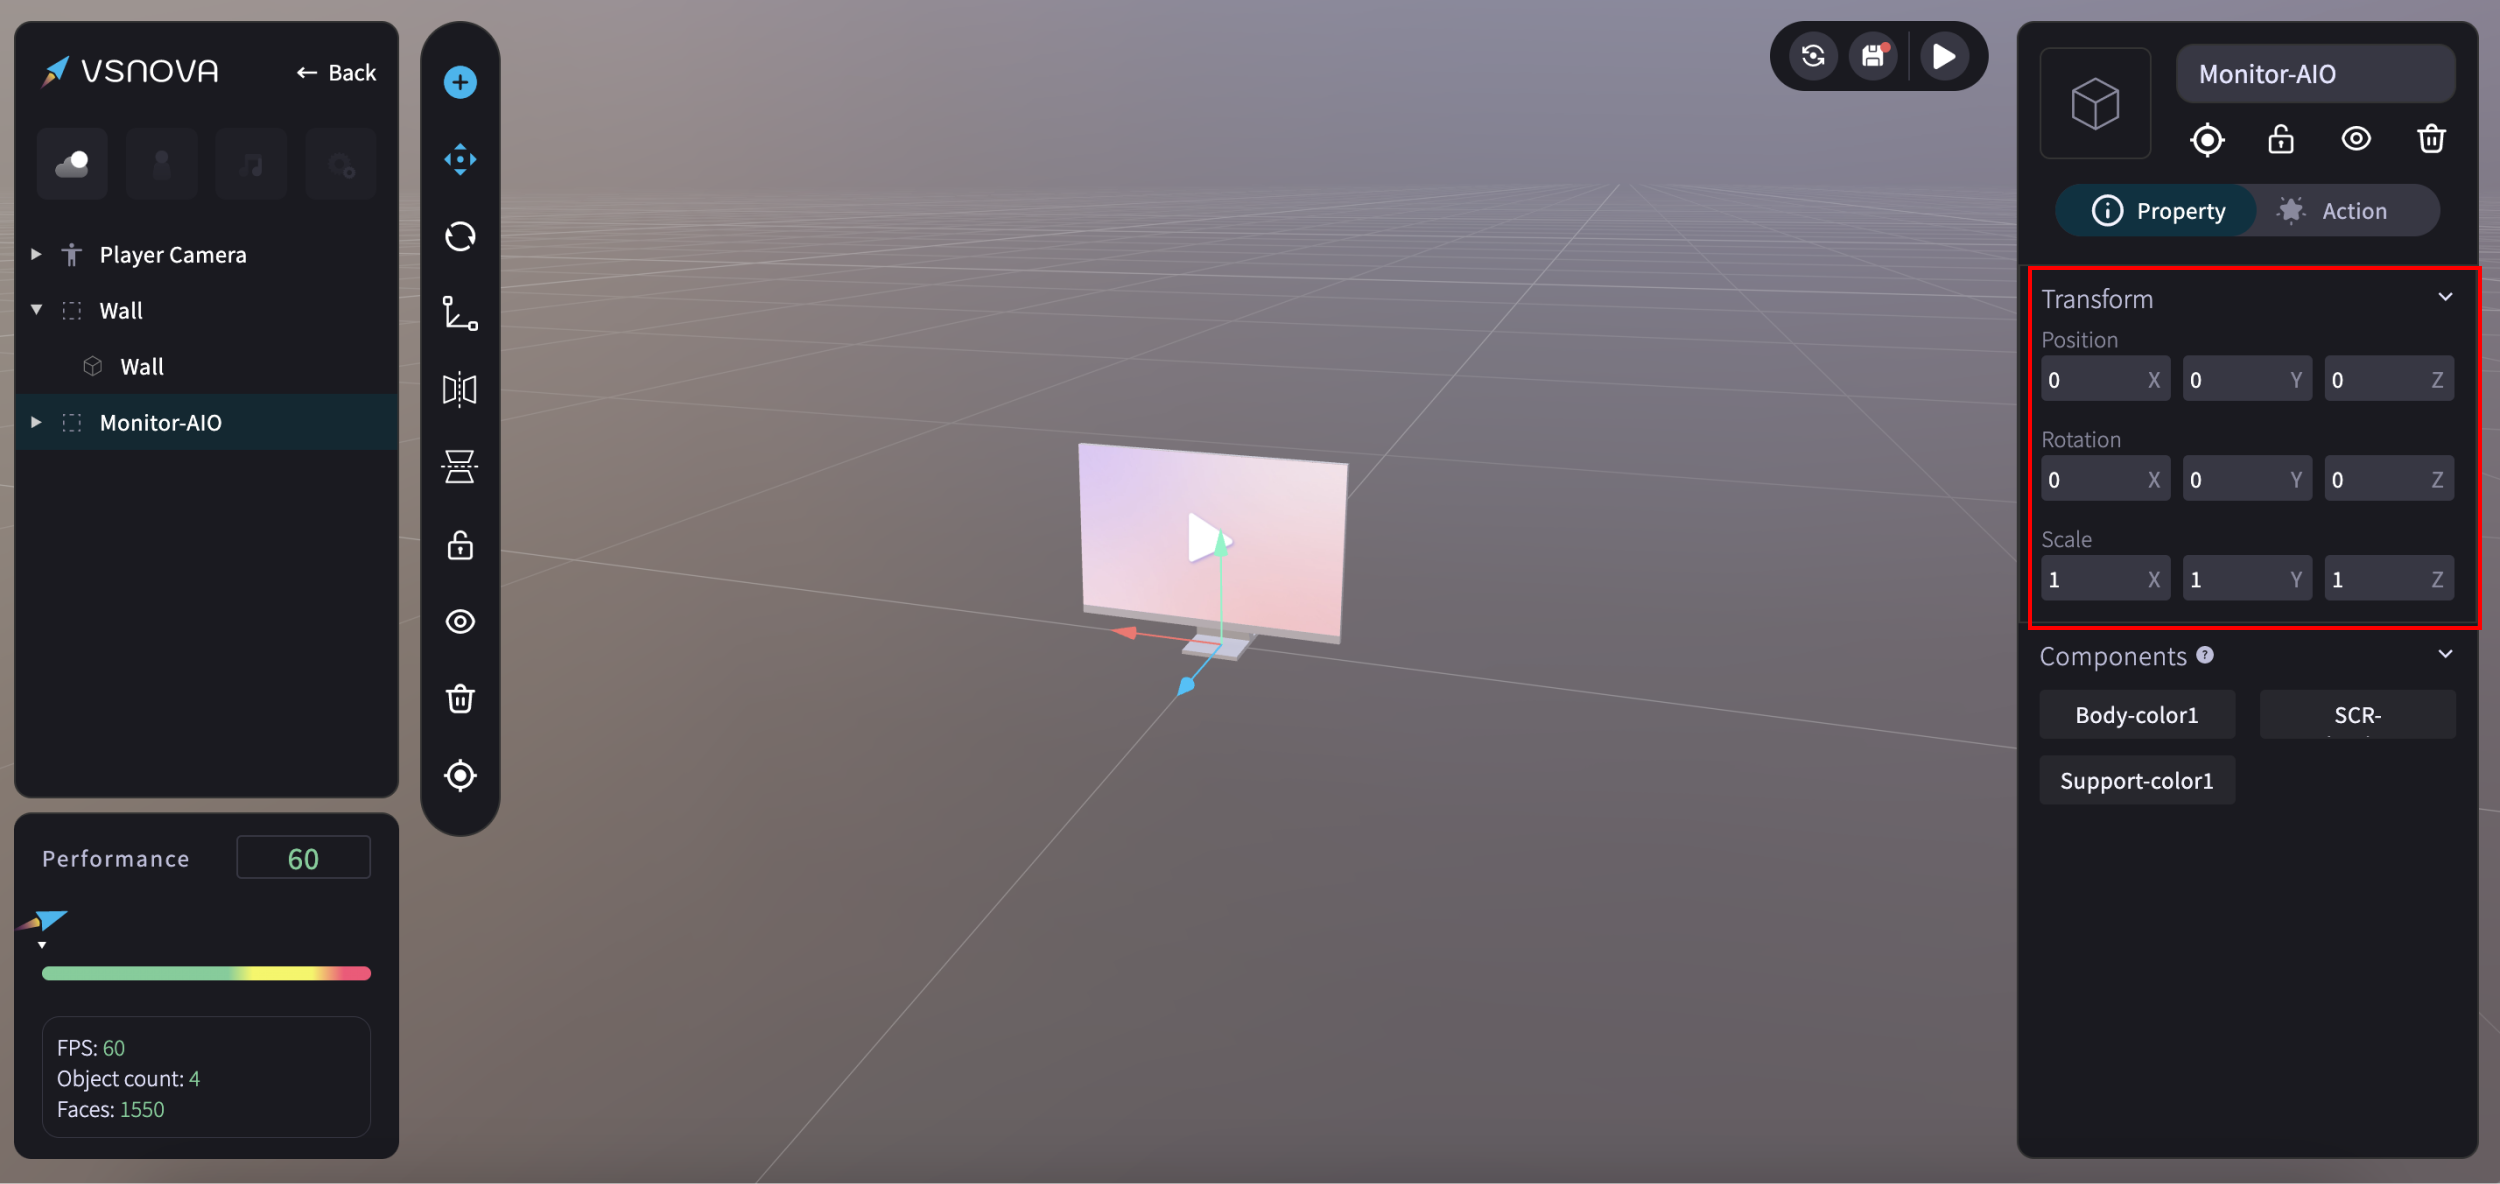 VSNOVA
← Back
Player Camera
Wall
Wall
Monitor-AIO
Performance 60
FPS: 60
Object count: 4
Faces: 1550
Monitor-AIO
Property
Action
Transform
Position
0 X 0 Y 0 Z
Rotation
0 X 0 Y 0 Z
Scale
1 X 1 Y 1 Z
Components ?
Body-color1
SCR-
Support-color1